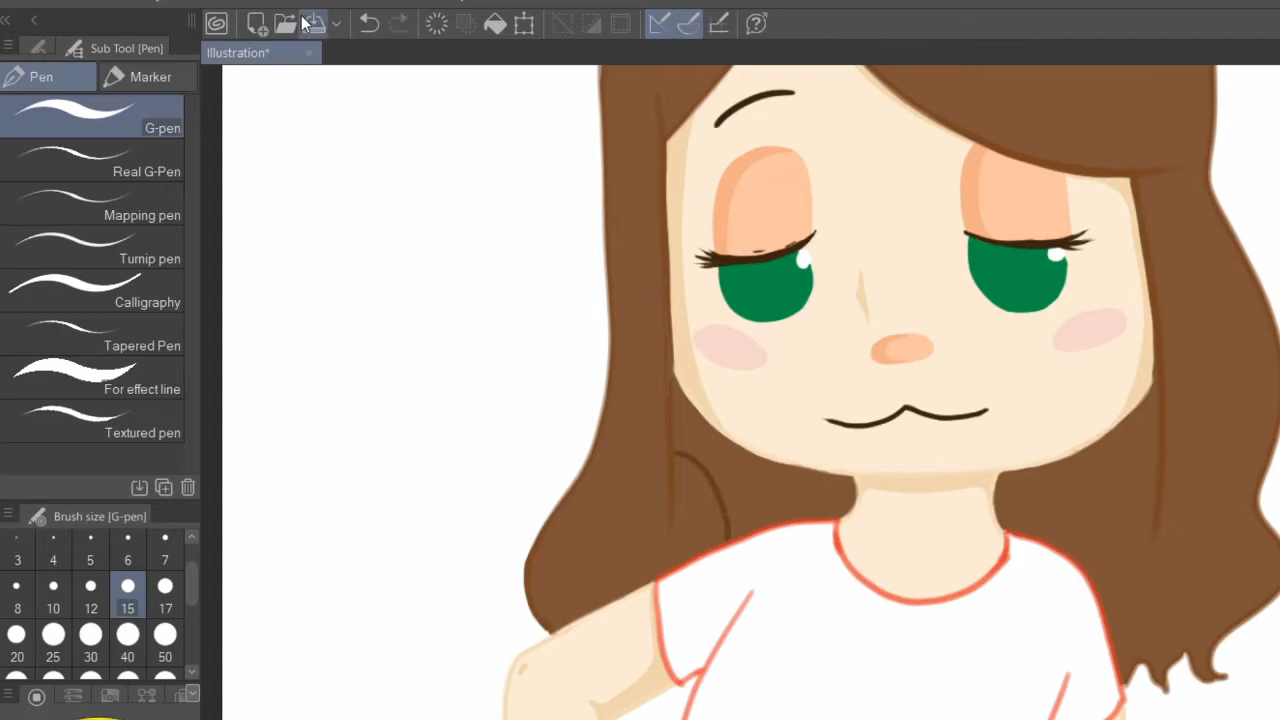 Illustration*
Sub Tool [Pen]
Pen
Marker
G-pen
Real G-Pen
Mapping pen
Turnip pen
Calligraphy
Tapered Pen
For effect line
Textured pen
Brush size [G-pen]
3 4 5 6 7
8 10 12 15 17
20 25 30 40 50